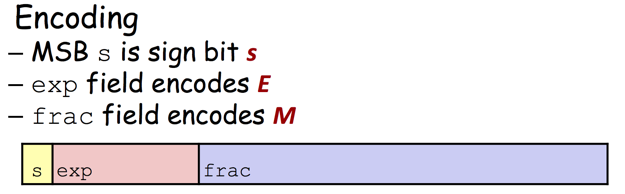 Encoding
– MSB s is sign bit s
– exp field encodes E
– frac field encodes M
s exp frac